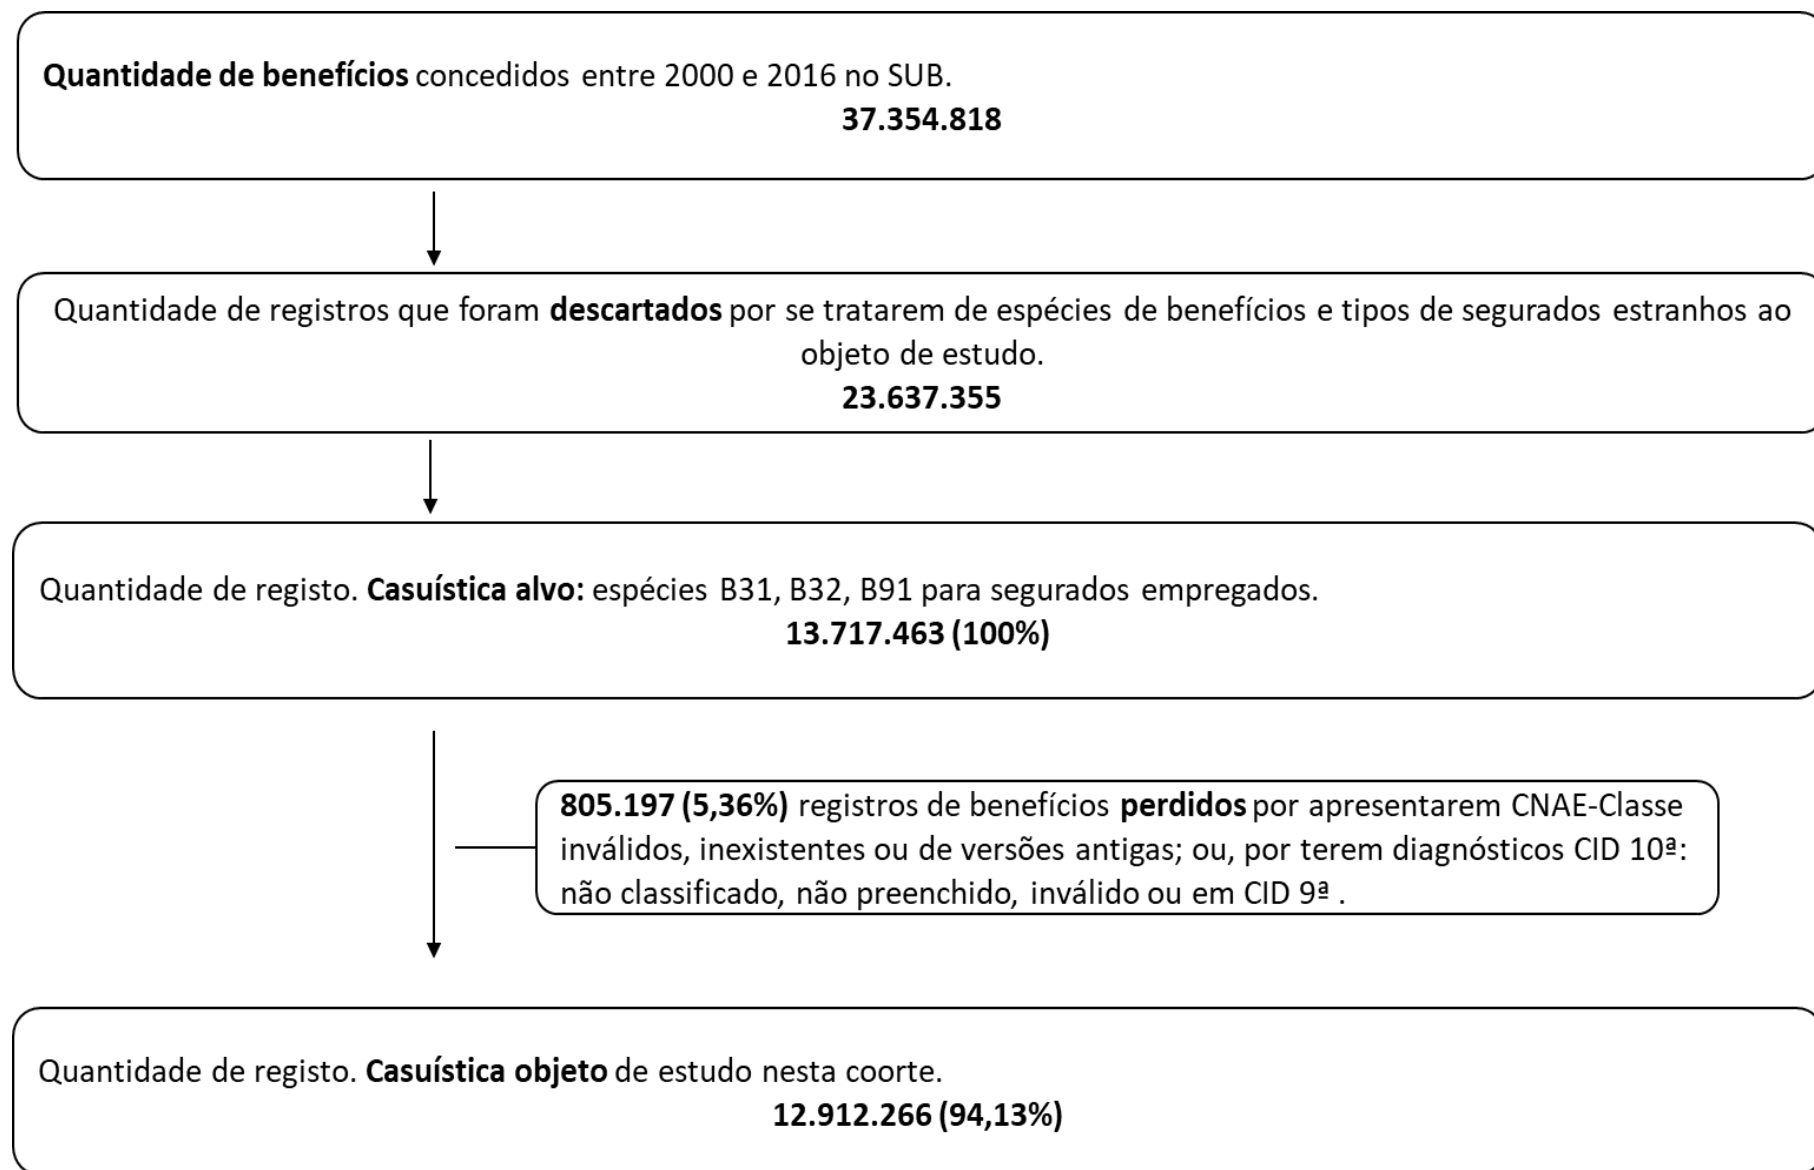 Quantidade de benefícios concedidos entre 2000 e 2016 no SUB.
37.354.818
Quantidade de registros que foram descartados por se tratarem de espécies de benefícios e tipos de segurados estranhos ao
objeto de estudo.
23.637.355
Quantidade de registo. Casuística alvo: espécies B31, B32, B91 para segurados empregados.
13.717.463 (100%)
805.197 (5,36%) registros de benefícios perdidos por apresentarem CNAE-Classe
inválidos, inexistentes ou de versões antigas; ou, por terem diagnósticos CID 10ª:
não classificado, não preenchido, inválido ou em CID 9ª .
Quantidade de registo. Casuística objeto de estudo nesta coorte.
12.912.266 (94,13%)